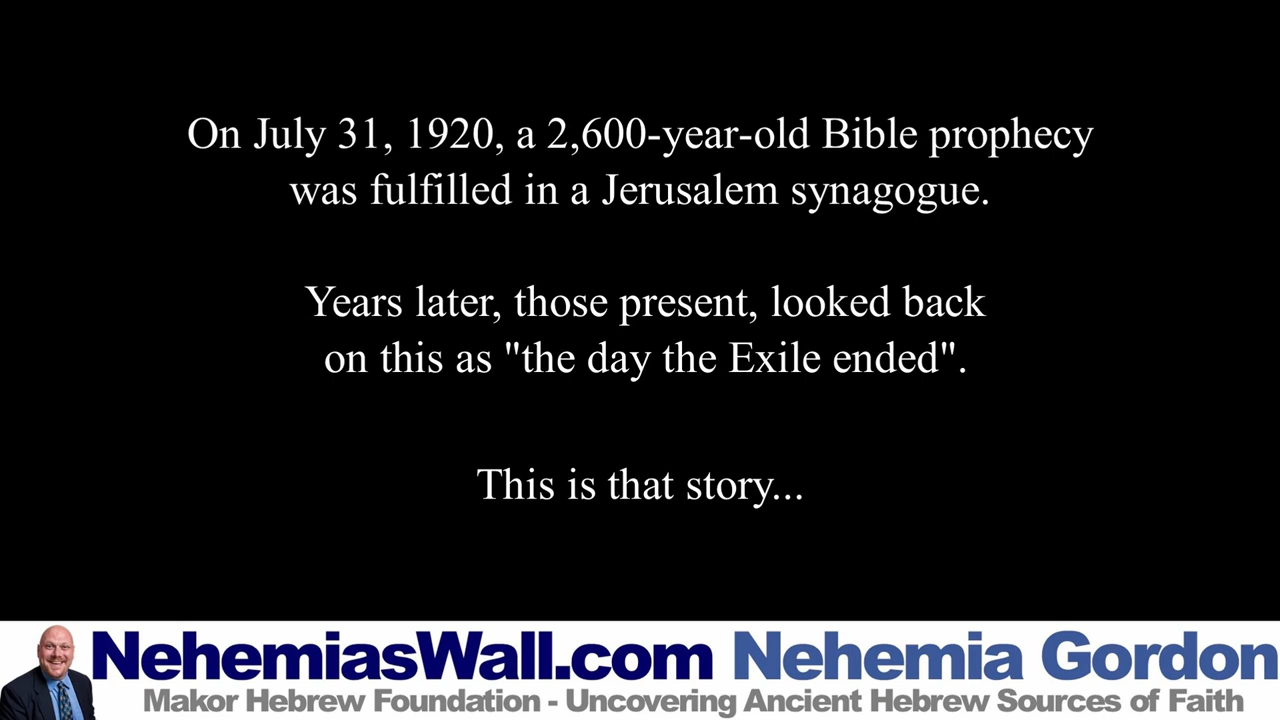 On July 31, 1920, a 2,600-year-old Bible prophecy
was fulfilled in a Jerusalem synagogue.
Years later, those present, looked back
on this as "the day the Exile ended".
This is that story...
NehemiasWall.com Nehemia Gordon
Makor Hebrew Foundation - Uncovering Ancient Hebrew Sources of Faith